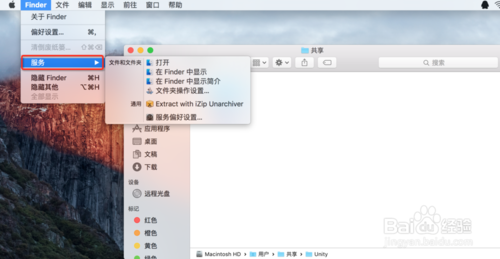 Finder 文件 编辑 显示 前往 窗口 帮助
关于 Finder
偏好设置... ⌘,
清倒废纸篓... ⇧⌘⌫
服务
隐藏 Finder ⌘H
隐藏其他 ⌥⌘H
全部显示
文件和文件夹
打开
在 Finder 中显示
在 Finder 中显示简介
文件夹操作设置...
通用
Extract with iZip Unarchiver
服务偏好设置...
共享
搜索
应用程序
桌面
文稿
下载
设备
远程光盘
标记
红色
橙色
黄色
绿色
Macintosh HD 用户 共享 Unity
Baidu 经验
jingyan.baidu.com